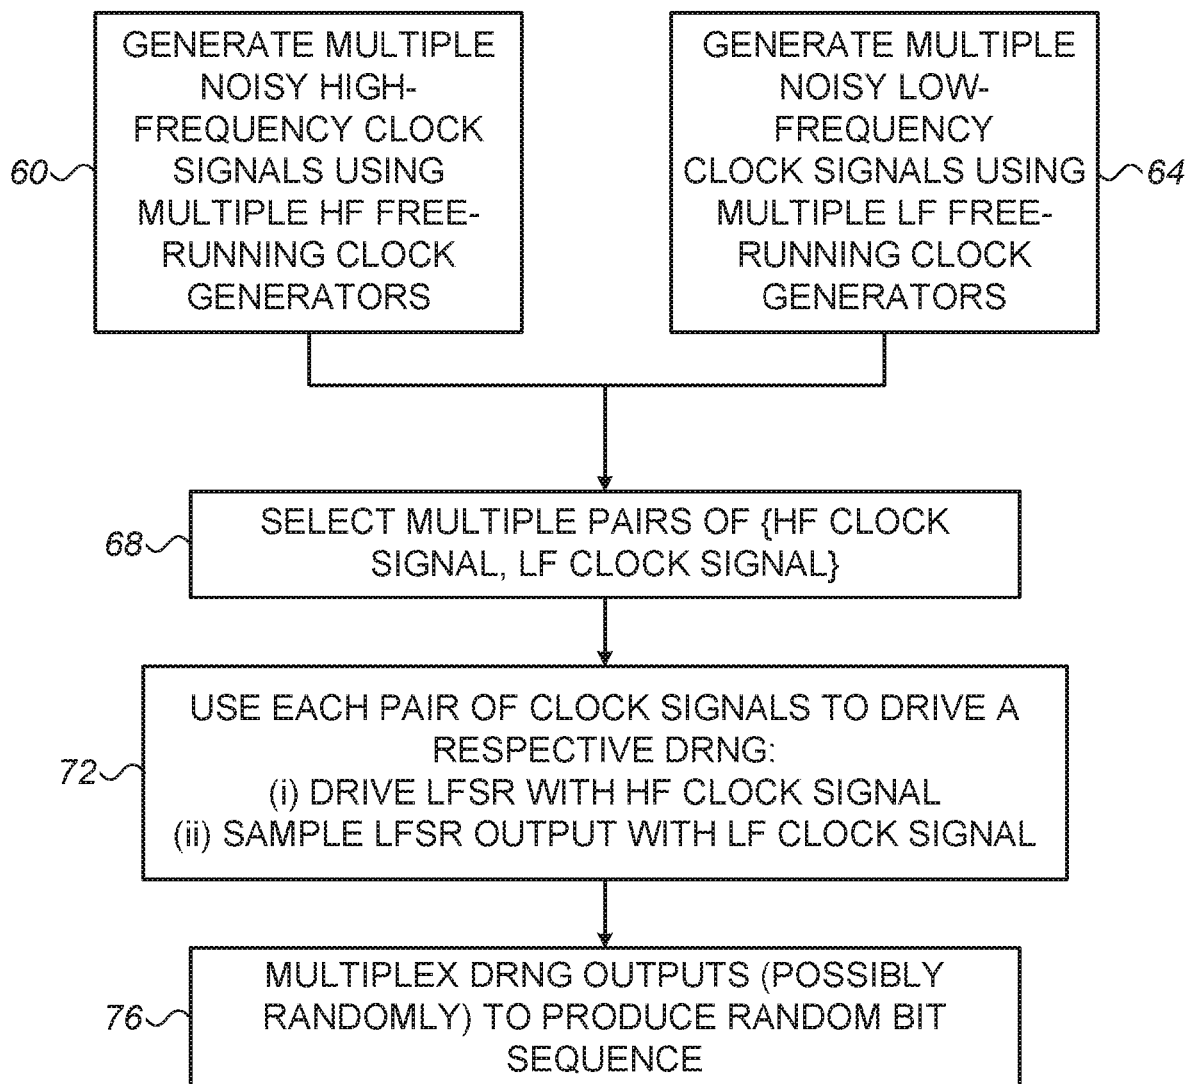 GENERATE MULTIPLE
NOISY HIGH-
FREQUENCY CLOCK
SIGNALS USING
MULTIPLE HF FREE-
RUNNING CLOCK
GENERATORS
60
GENERATE MULTIPLE
NOISY LOW-
FREQUENCY
CLOCK SIGNALS USING
MULTIPLE LF FREE-
RUNNING CLOCK
GENERATORS
64
SELECT MULTIPLE PAIRS OF {HF CLOCK
SIGNAL, LF CLOCK SIGNAL}
68
USE EACH PAIR OF CLOCK SIGNALS TO DRIVE A
RESPECTIVE DRNG:
(i) DRIVE LFSR WITH HF CLOCK SIGNAL
(ii) SAMPLE LFSR OUTPUT WITH LF CLOCK SIGNAL
72
MULTIPLEX DRNG OUTPUTS (POSSIBLY
RANDOMLY) TO PRODUCE RANDOM BIT
SEQUENCE
76